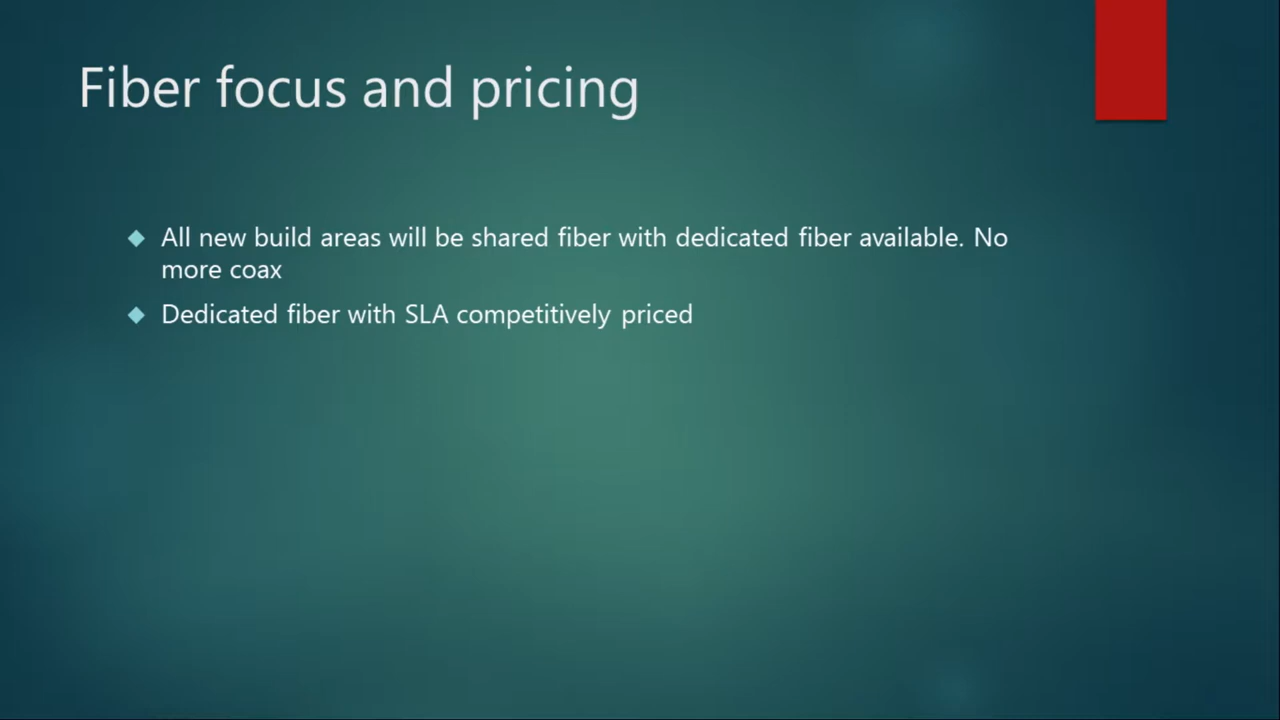 Fiber focus and pricing
All new build areas will be shared fiber with dedicated fiber available. No
more coax
Dedicated fiber with SLA competitively priced